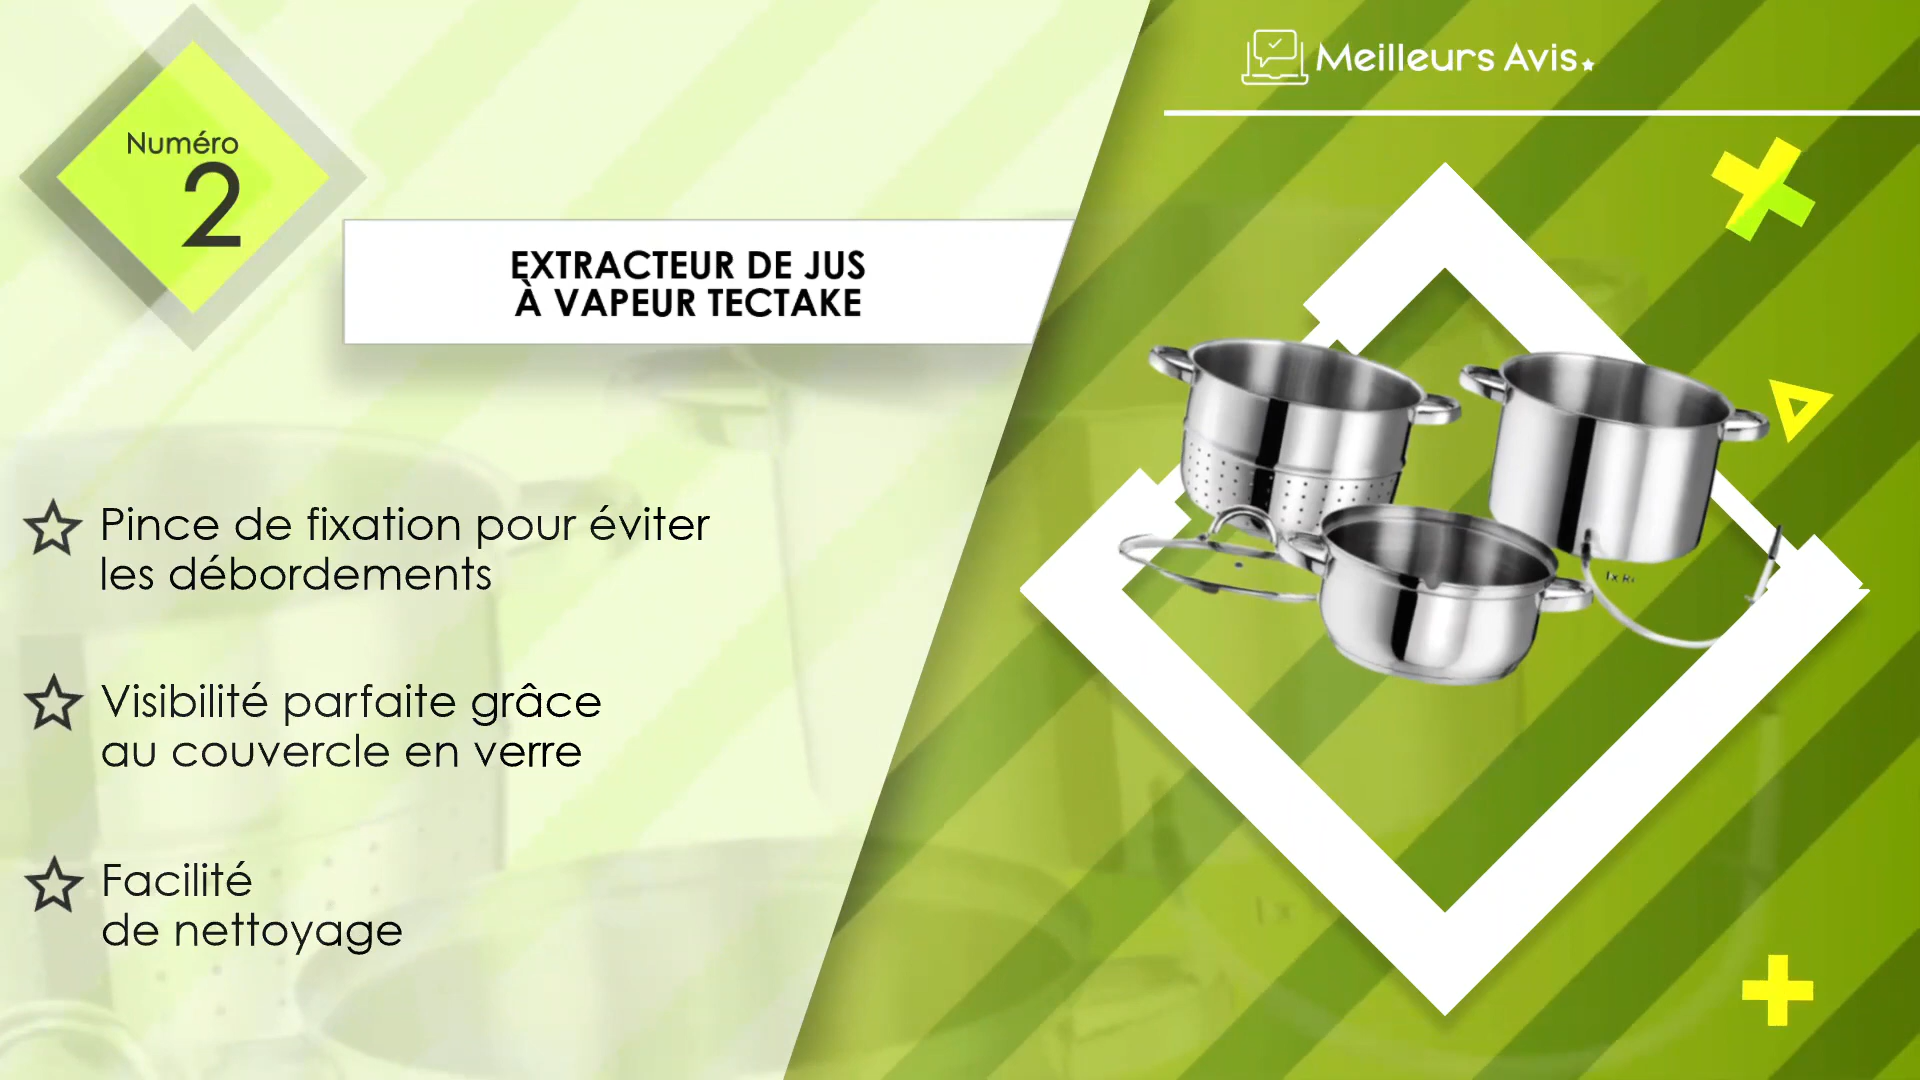 Numéro
2
Meilleurs Avis
EXTRACTEUR DE JUS
À VAPEUR TECTAKE
Pince de fixation pour éviter
les débordements
Visibilité parfaite grâce
au couvercle en verre
Facilité
de nettoyage